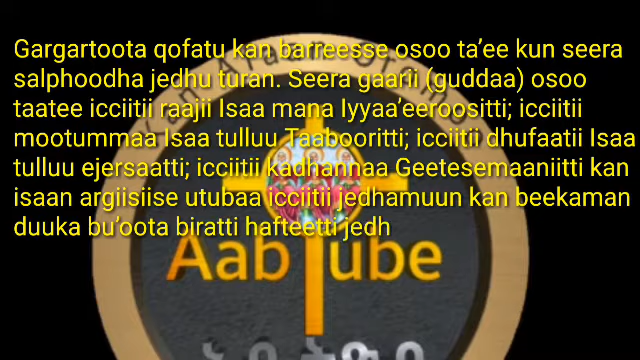 Gargartoota qofatu kan barreesse osoo ta’ee kun seera
salphoodha jedhu turan. Seera gaarii (guddaa) osoo
taatee icciitii raajii Isaa mana Iyyaa’eeroositti; icciitii
mootummaa Isaa tulluu Taabooritti; icciitii dhufaatii Isaa
tulluu ejersaatti; icciitii kadhannaa Geetesemaaniitti kan
isaan argiisiise utubaa icciitii jedhamuun kan beekaman
duuka bu’oota biratti hafteetti jedh
AabTube